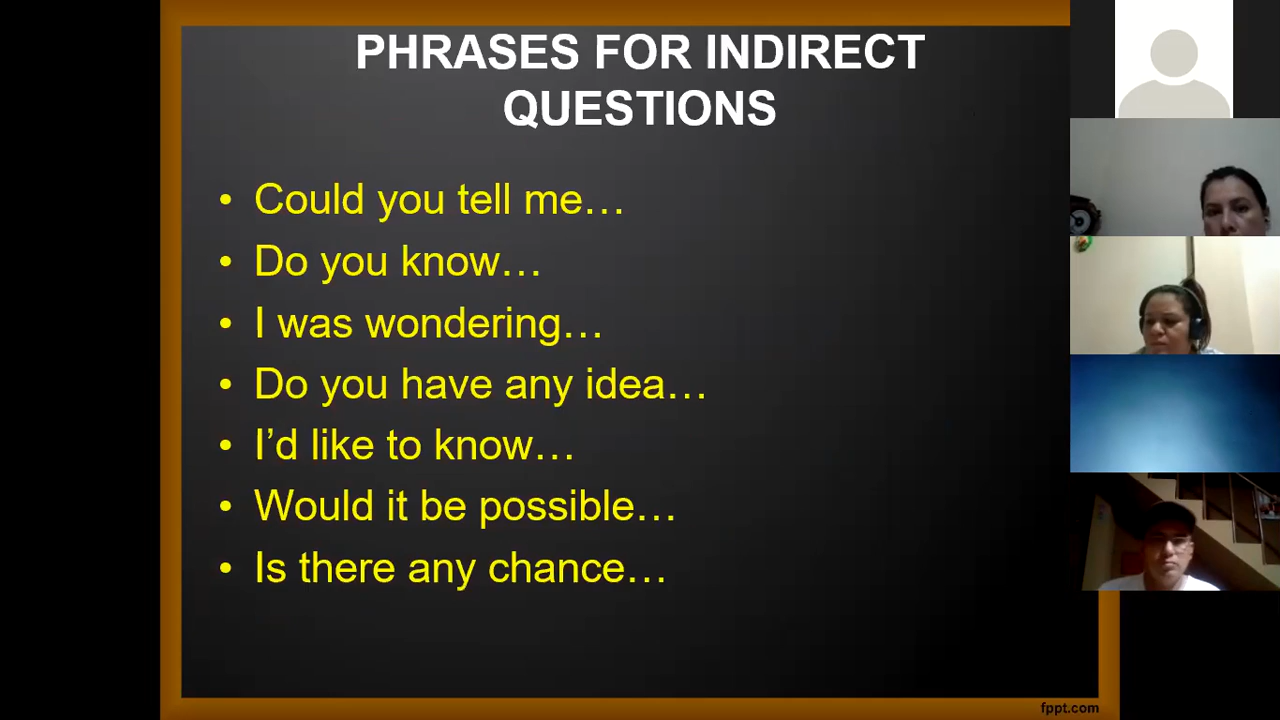 PHRASES FOR INDIRECT
QUESTIONS
• Could you tell me…
• Do you know…
• I was wondering…
• Do you have any idea…
• I’d like to know…
• Would it be possible…
• Is there any chance…
fppt.com